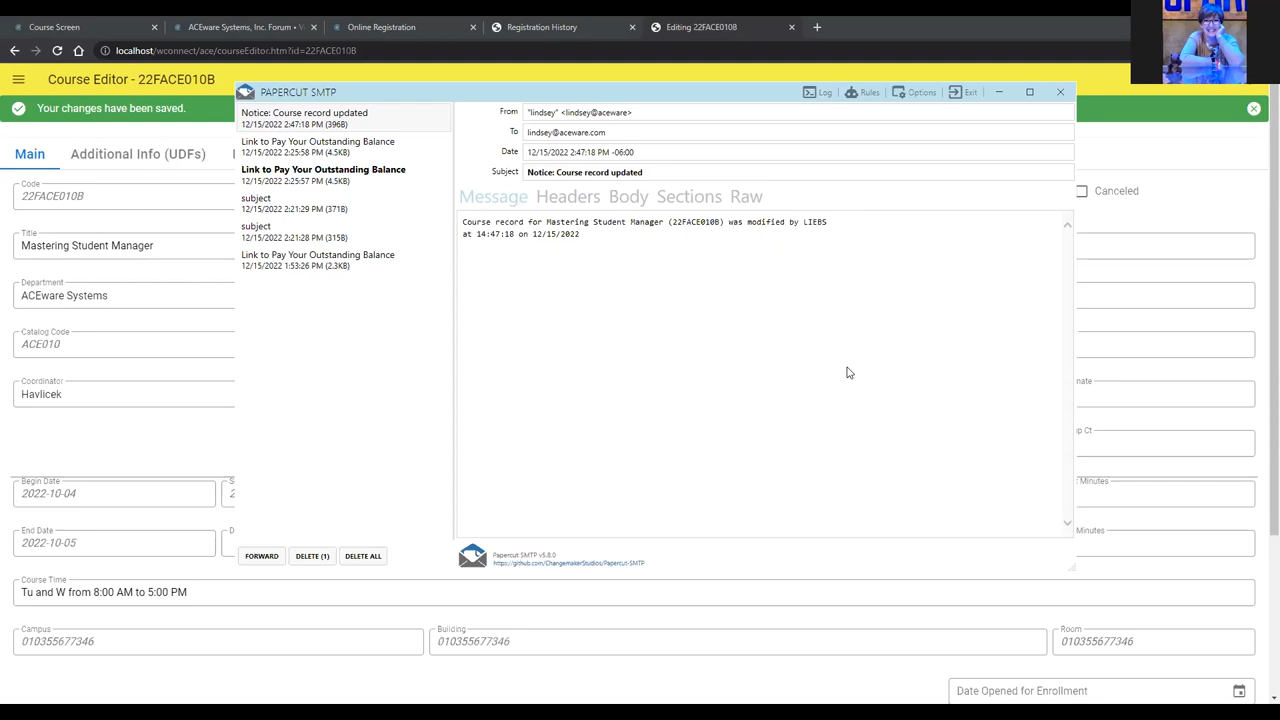 Course Screen
ACEware Systems, Inc. Forum •
Online Registration
Registration History
Editing 22FACE010B
localhost/wconnect/ace/courseEditor.htm?id=22FACE010B
Course Editor - 22FACE010B
Your changes have been saved.
Main
Additional Info (UDFs)
Canceled
Code
22FACE010B
Title
Mastering Student Manager
Department
ACEware Systems
Catalog Code
ACE010
Coordinator
Havlicek
Begin Date
2022-10-04
End Date
2022-10-05
Minutes
Minutes
Course Time
Tu and W from 8:00 AM to 5:00 PM
Campus
010355677346
Building
010355677346
Room
010355677346
Date Opened for Enrollment
PAPERCUT SMTP
Log
Rules
Options
Exit
Notice: Course record updated
12/15/2022 2:47:18 PM (396B)
Link to Pay Your Outstanding Balance
12/15/2022 2:25:58 PM (4.5KB)
Link to Pay Your Outstanding Balance
12/15/2022 2:25:57 PM (4.5KB)
subject
12/15/2022 2:21:29 PM (371B)
subject
12/15/2022 2:21:28 PM (315B)
Link to Pay Your Outstanding Balance
12/15/2022 1:53:26 PM (2.3KB)
From "lindsey" <lindsey@aceware>
To lindsey@aceware.com
Date 12/15/2022 2:47:18 PM -06:00
Subject Notice: Course record updated
Message Headers Body Sections Raw
Course record for Mastering Student Manager (22FACE010B) was modified by LIEBS
at 14:47:18 on 12/15/2022
FORWARD
DELETE (1)
DELETE ALL
Papercut SMTP v5.8.0
https://github.com/ChangemakerStudios/Papercut-SMTP